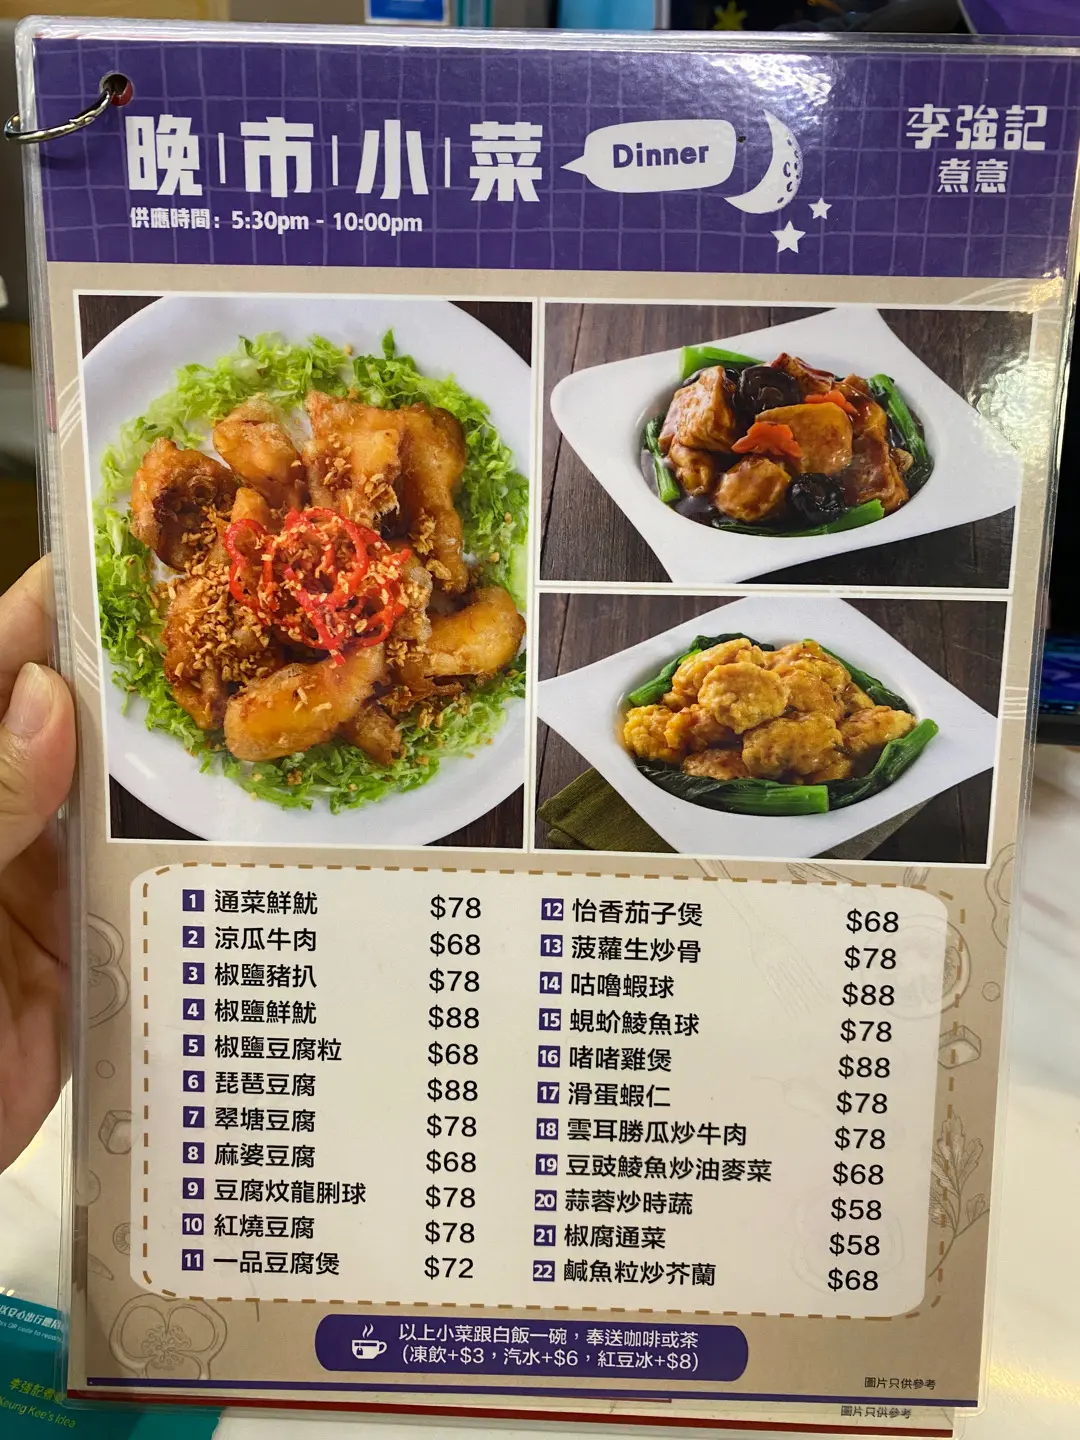 晚市小菜
Dinner
供應時間：5:30pm - 10:00pm
李強記
煮意
1 通菜鮮魷 $78
2 涼瓜牛肉 $68
3 椒鹽豬扒 $78
4 椒鹽鮮魷 $88
5 椒鹽豆腐粒 $68
6 琵琶豆腐 $88
7 翠塘豆腐 $78
8 麻婆豆腐 $68
9 豆腐炆龍脷球 $78
10 紅燒豆腐 $78
11 一品豆腐煲 $72
12 怡香茄子煲 $68
13 菠蘿生炒骨 $78
14 咕嚕蝦球 $88
15 蜆蚧鯪魚球 $78
16 啫啫雞煲 $88
17 滑蛋蝦仁 $78
18 雲耳勝瓜炒牛肉 $78
19 豆豉鯪魚炒油麥菜 $68
20 蒜蓉炒時蔬 $58
21 椒腐通菜 $58
22 鹹魚粒炒芥蘭 $68
以上小菜跟白飯一碗，奉送咖啡或茶
(凍飲+$3，汽水+$6，紅豆冰+$8)
圖片只供參考
圖片只供參考
李強記
Keung Kee's Idea